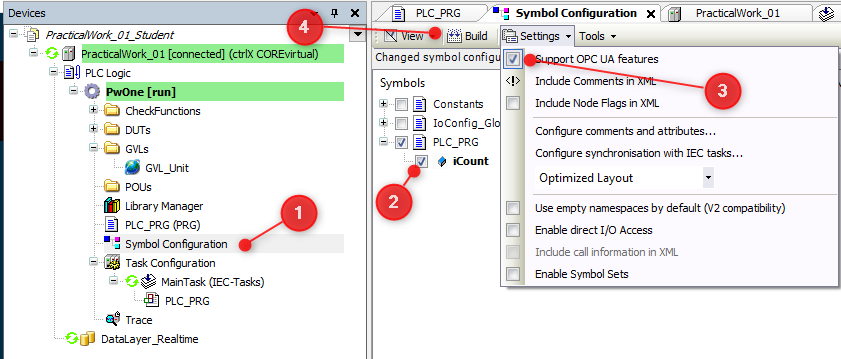 Devices
PracticalWork_01_Student
PracticalWork_01 [connected] (ctrlX COREvirtual)
PLC Logic
PwOne [run]
CheckFunctions
DUTs
GVLs
GVL_Unit
POUs
Library Manager
PLC_PRG (PRG)
Symbol Configuration
Task Configuration
MainTask (IEC-Tasks)
PLC_PRG
Trace
DataLayer_Realtime
1
4
PLC_PRG
Symbol Configuration
PracticalWork_01
View
Build
Settings
Tools
Changed symbol configu
Symbols
Constants
IoConfig_Glo
PLC_PRG
iCount
2
Support OPC UA features
Include Comments in XML
Include Node Flags in XML
3
Configure comments and attributes...
Configure synchronisation with IEC tasks...
Optimized Layout
Use empty namespaces by default (V2 compatibility)
Enable direct I/O Access
Include call information in XML
Enable Symbol Sets